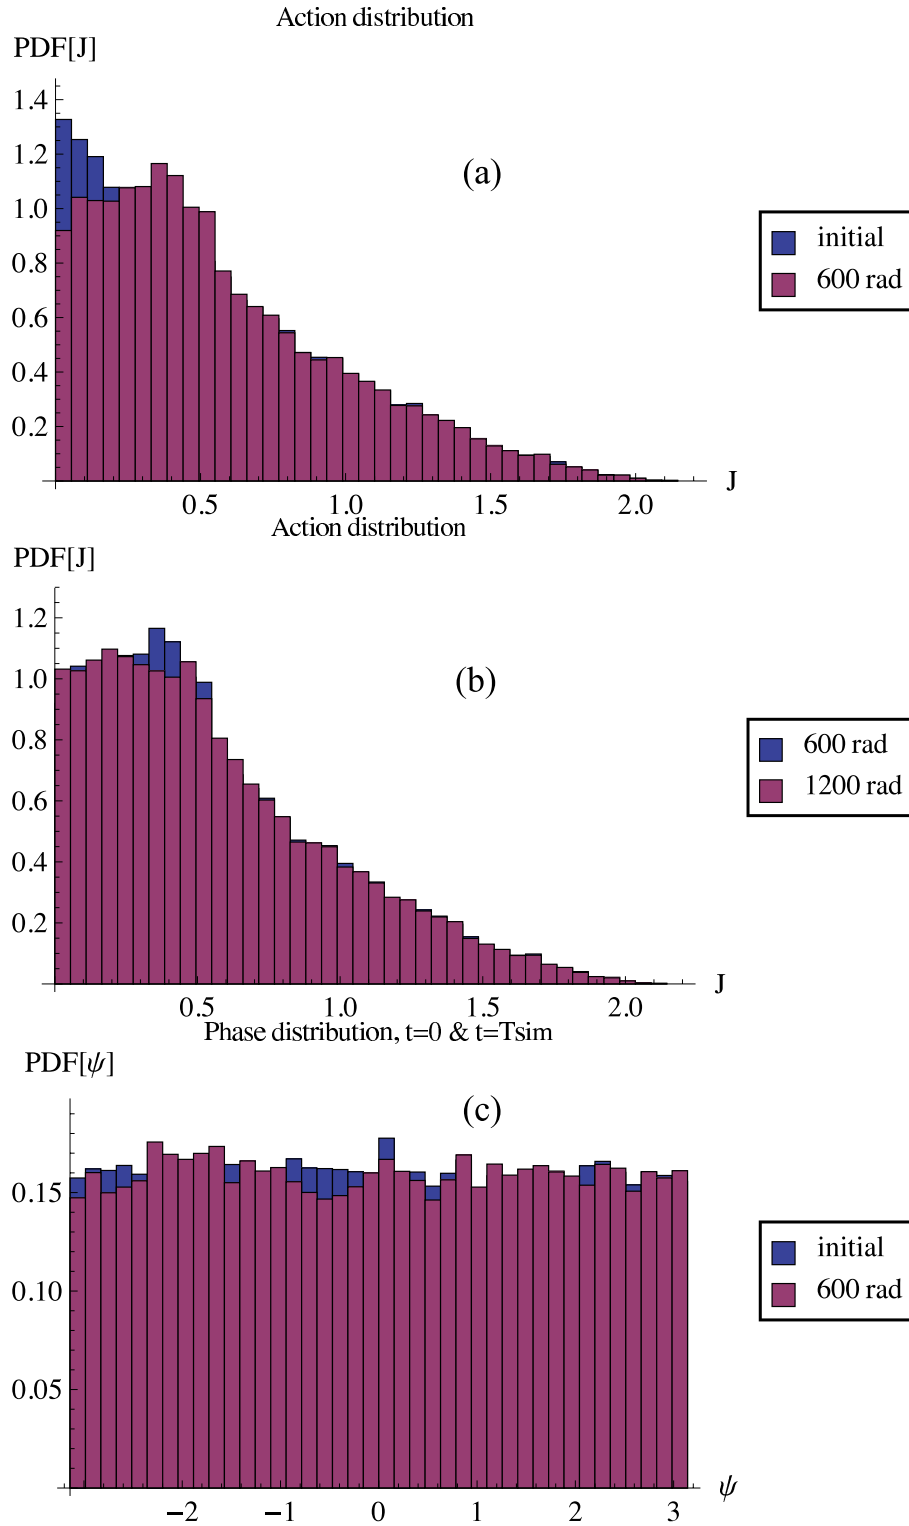 Action distribution
PDF[J]
1.4
1.2
(a)
1.0
initial
600 rad
0.8
0.6
0.4
0.2
J
0.5 1.0 1.5 2.0
Action distribution
PDF[J]
1.2
(b)
1.0
600 rad
1200 rad
0.8
0.6
0.4
0.2
J
0.5 1.0 1.5 2.0
Phase distribution, t=0 & t=Tsim
PDF[ψ]
(c)
0.15
initial
600 rad
0.10
0.05
ψ
−2 −1 0 1 2 3